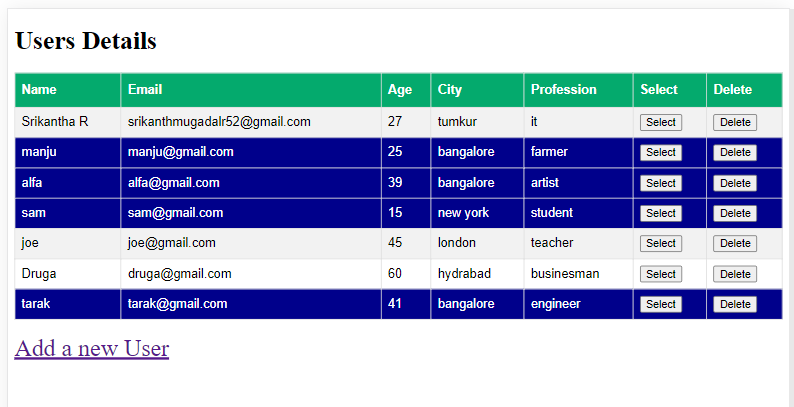 Users Details
Name Email Age City Profession Select Delete
Srikantha R srikanthmugadalr52@gmail.com 27 tumkur it Select Delete
manju manju@gmail.com 25 bangalore farmer Select Delete
alfa alfa@gmail.com 39 bangalore artist Select Delete
sam sam@gmail.com 15 new york student Select Delete
joe joe@gmail.com 45 london teacher Select Delete
Druga druga@gmail.com 60 hydrabad businesman Select Delete
tarak tarak@gmail.com 41 bangalore engineer Select Delete
Add a new User